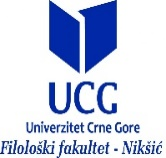 UCG
Univerzitet Crne Gore
Filološki fakultet - Nikšić